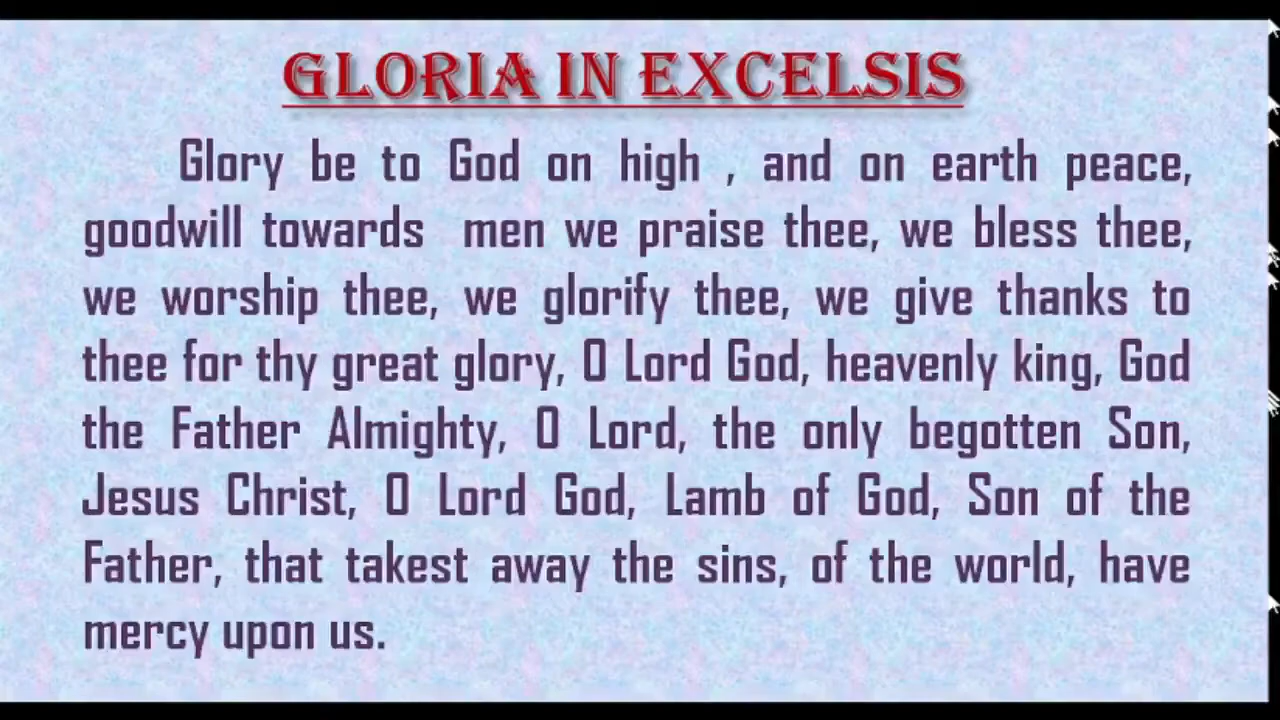 GLORIA IN EXCELSIS
Glory be to God on high , and on earth peace,
goodwill towards men we praise thee, we bless thee,
we worship thee, we glorify thee, we give thanks to
thee for thy great glory, O Lord God, heavenly king, God
the Father Almighty, O Lord, the only begotten Son,
Jesus Christ, O Lord God, Lamb of God, Son of the
Father, that takest away the sins, of the world, have
mercy upon us.